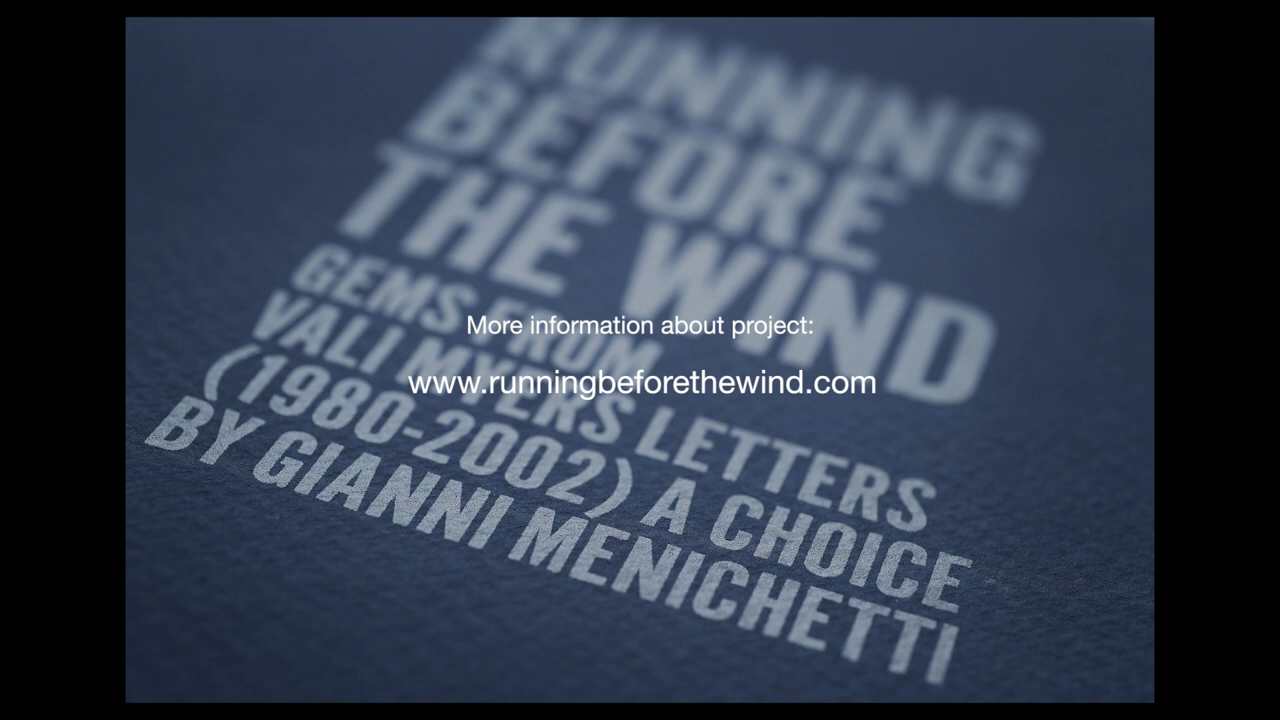 RUNNING
BEFORE
THE WIND
GEMS FROM
VALI MYERS LETTERS
(1980-2002) A CHOICE
BY GIANNI MENICHETTI
More information about project:
www.runningbeforethewind.com